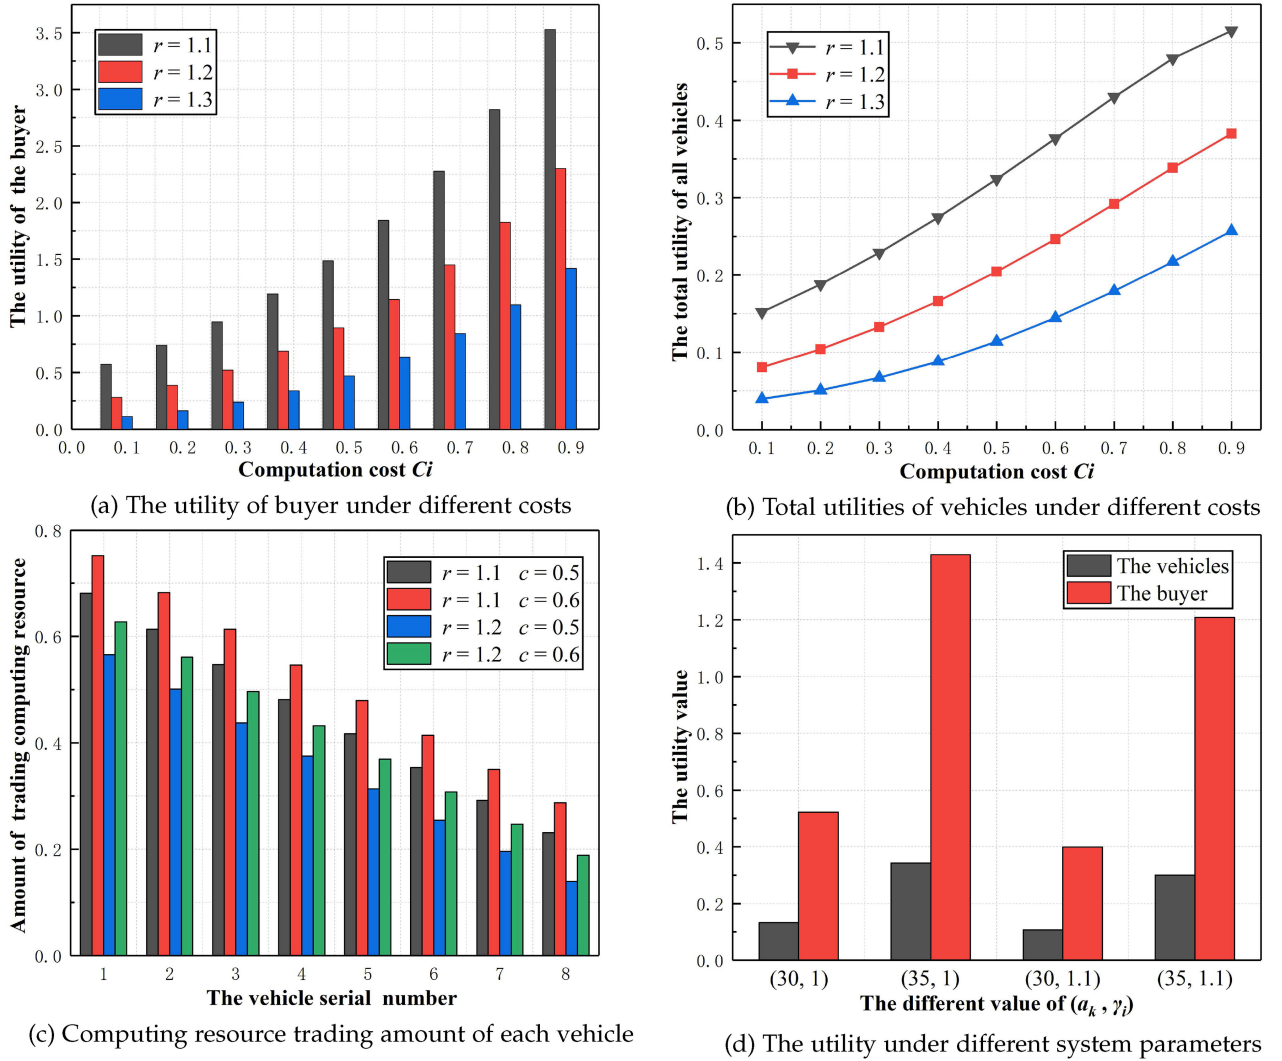 The utility of the buyer
3.5
3.0
2.5
2.0
1.5
1.0
0.5
0.0
r = 1.1
r = 1.2
r = 1.3
0.0 0.1 0.2 0.3 0.4 0.5 0.6 0.7 0.8 0.9
Computation cost Ci
(a) The utility of buyer under different costs
The total utility of all vehicles
0.5
0.4
0.3
0.2
0.1
0.0
r = 1.1
r = 1.2
r = 1.3
0.1 0.2 0.3 0.4 0.5 0.6 0.7 0.8 0.9
Computation cost Ci
(b) Total utilities of vehicles under different costs
Amount of trading computing resource
0.8
0.6
0.4
0.2
0.0
r = 1.1 c = 0.5
r = 1.1 c = 0.6
r = 1.2 c = 0.5
r = 1.2 c = 0.6
1 2 3 4 5 6 7 8
The vehicle serial number
(c) Computing resource trading amount of each vehicle
The utility value
1.4
1.2
1.0
0.8
0.6
0.4
0.2
0.0
The vehicles
The buyer
(30, 1) (35, 1) (30, 1.1) (35, 1.1)
The different value of (aₖ , γᵢ)
(d) The utility under different system parameters